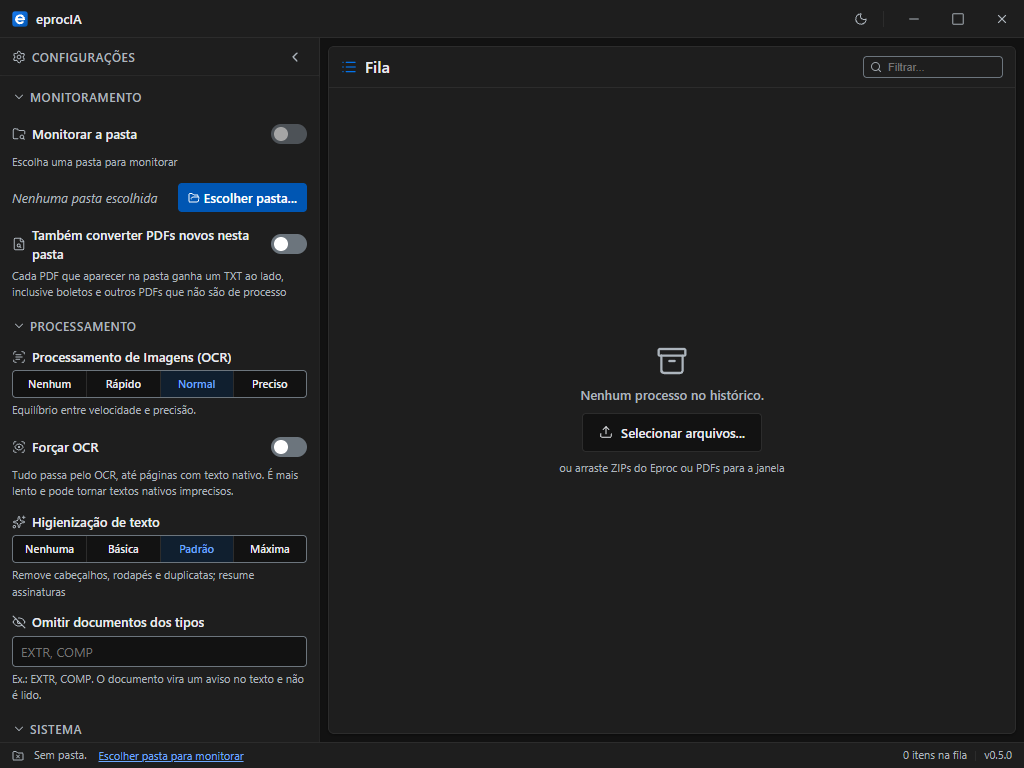 eprocIA
CONFIGURAÇÕES
MONITORAMENTO
Monitorar a pasta
Escolha uma pasta para monitorar
Nenhuma pasta escolhida
Escolher pasta...
Também converter PDFs novos nesta
pasta
Cada PDF que aparecer na pasta ganha um TXT ao lado,
inclusive boletos e outros PDFs que não são de processo
PROCESSAMENTO
Processamento de Imagens (OCR)
Nenhum Rápido Normal Preciso
Equilíbrio entre velocidade e precisão.
Forçar OCR
Tudo passa pelo OCR, até páginas com texto nativo. É mais
lento e pode tornar textos nativos imprecisos.
Higienização de texto
Nenhuma Básica Padrão Máxima
Remove cabeçalhos, rodapés e duplicatas; resume
assinaturas
Omitir documentos dos tipos
EXTR, COMP
Ex.: EXTR, COMP. O documento vira um aviso no texto e não
é lido.
SISTEMA
Fila
Filtrar...
Nenhum processo no histórico.
Selecionar arquivos...
ou arraste ZIPs do Eproc ou PDFs para a janela
Sem pasta. Escolher pasta para monitorar
0 itens na fila v0.5.0